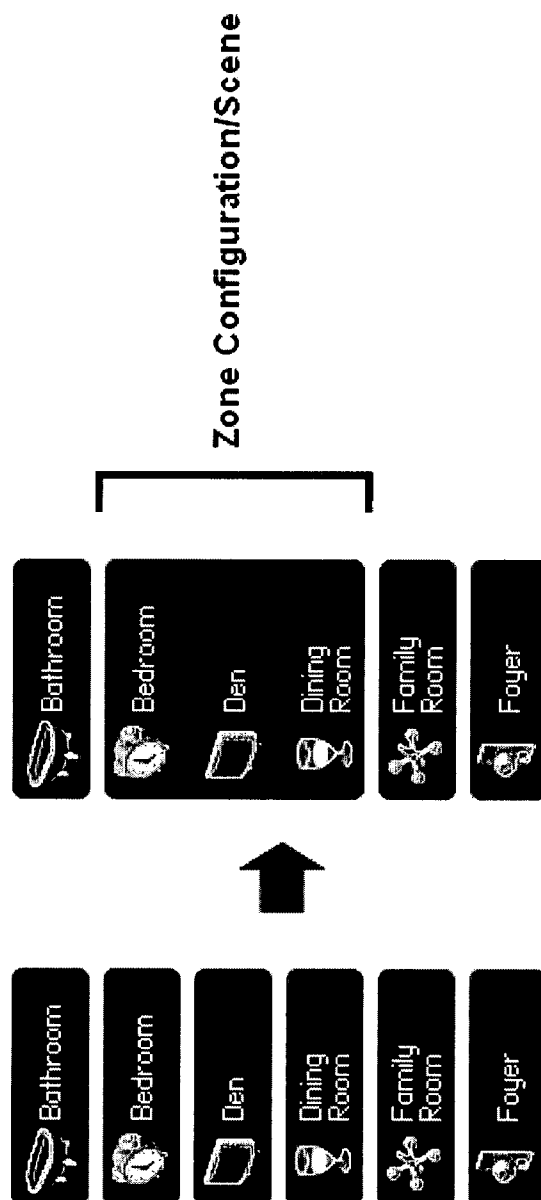 Bathroom
Bedroom
Den
Dining
Room
Family
Room
Foyer
Bathroom
Bedroom
Den
Dining
Room
Family
Room
Foyer
Zone Configuration/Scene